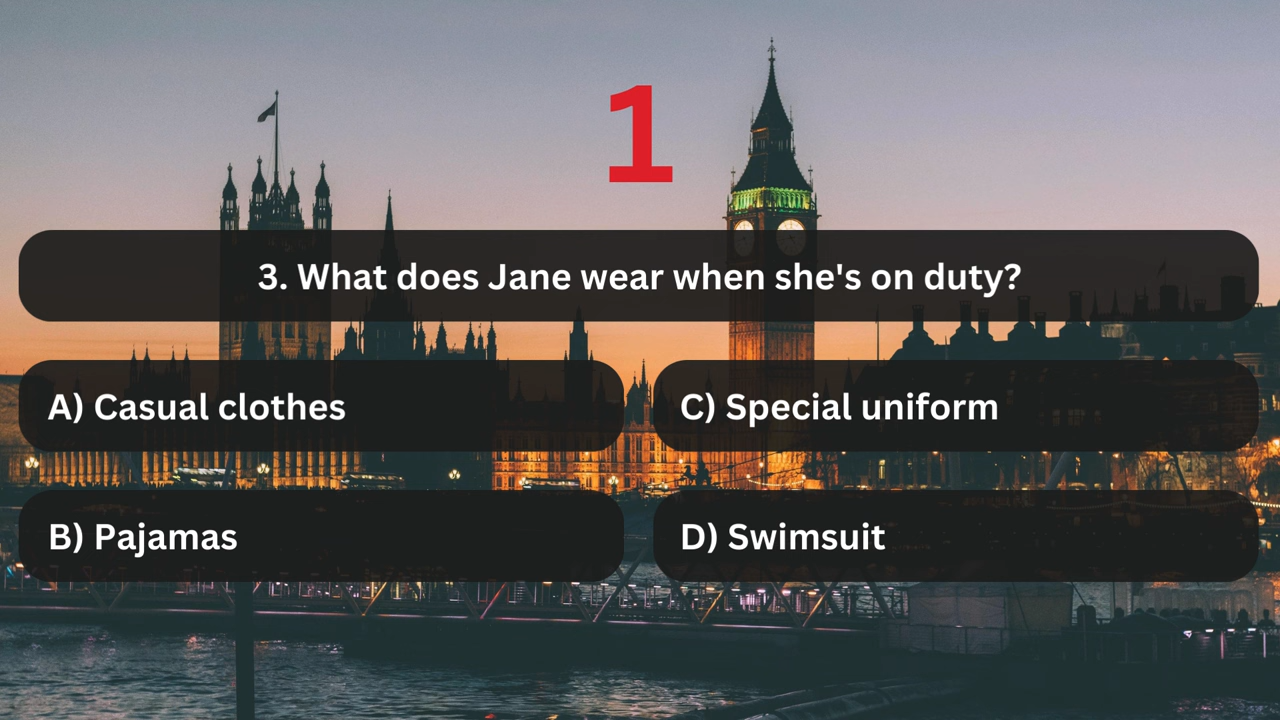 1
3. What does Jane wear when she's on duty?
A) Casual clothes
C) Special uniform
B) Pajamas
D) Swimsuit